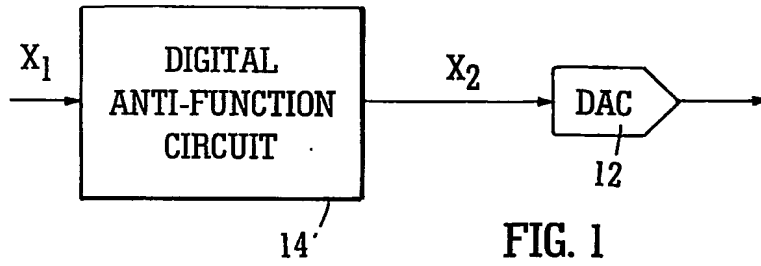 X1
DIGITAL
ANTI-FUNCTION
CIRCUIT
X2
DAC
12
14
FIG. 1